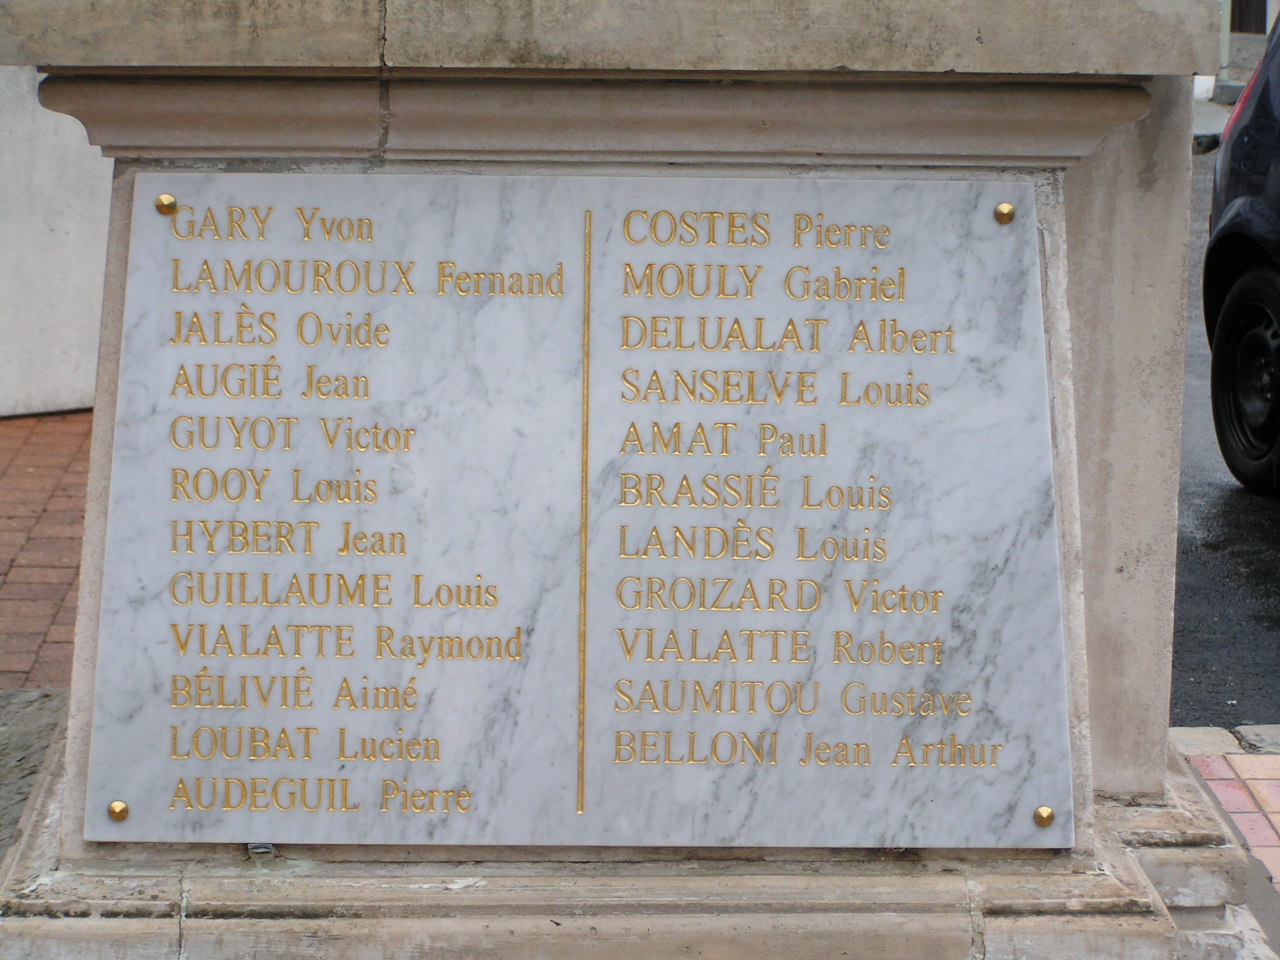 GARY Yvon
LAMOUROUX Fernand
JALÈS Ovide
AUGIÉ Jean
GUYOT Victor
ROOY Louis
HYBERT Jean
GUILLAUME Louis
VIALATTE Raymond
BÉLIVIÉ Aimé
LOUBAT Lucien
AUDEGUIL Pierre
COSTES Pierre
MOULY Gabriel
DELUALAT Albert
SANSELVE Louis
AMAT Paul
BRASSIÉ Louis
LANDÈS Louis
GROIZARD Victor
VIALATTE Robert
SAUMITOU Gustave
BELLONI Jean Arthur